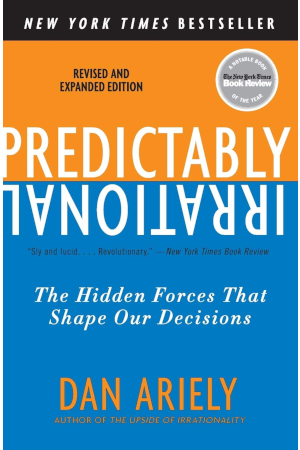 NEW YORK TIMES BESTSELLER
REVISED AND
EXPANDED EDITION
A NOTABLE BOOK
The New York Times
Book Review
OF THE YEAR
PREDICTABLY
IRRATIONAL
"Sly and lucid. . . . Revolutionary." — New York Times Book Review
The Hidden Forces That
Shape Our Decisions
DAN ARIELY
AUTHOR OF THE UPSIDE OF IRRATIONALITY